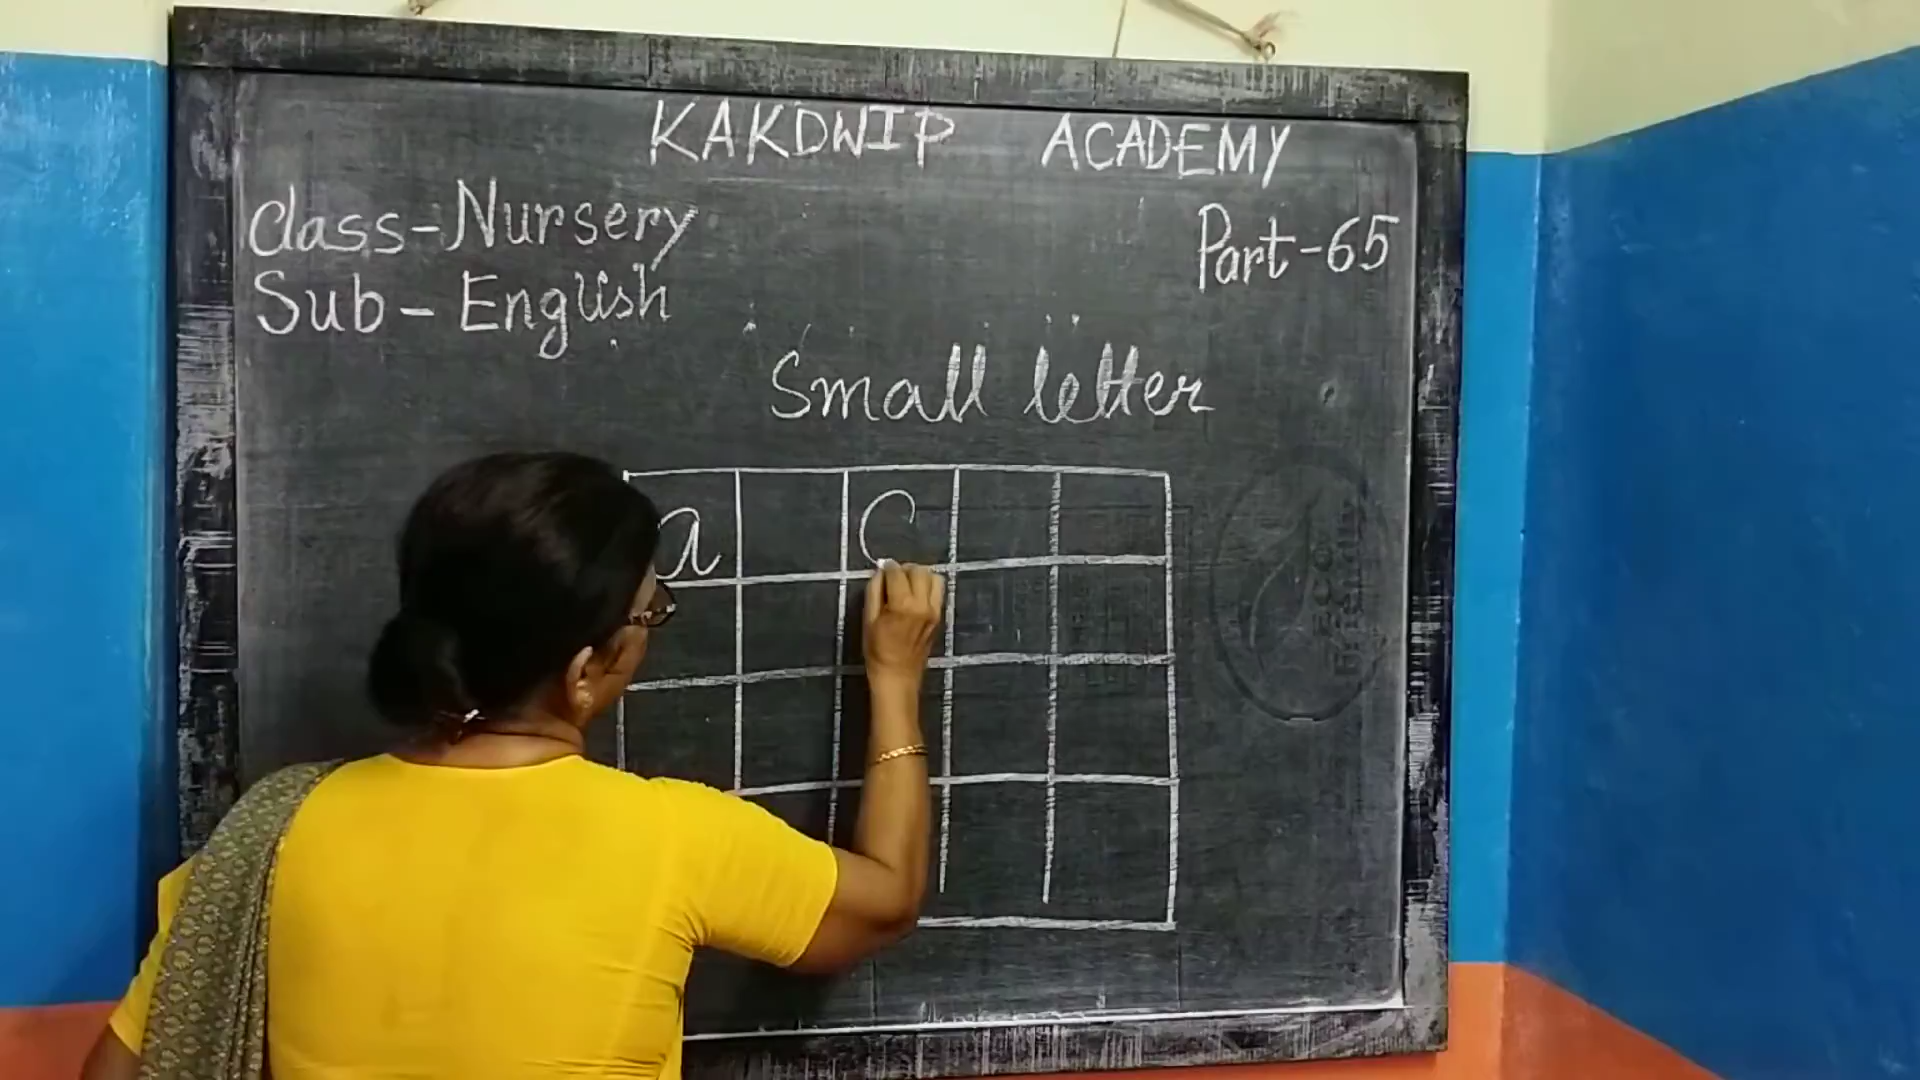 KAKDWIP ACADEMY
Class-Nursery
Part-65
Sub-English
Small letter
a c